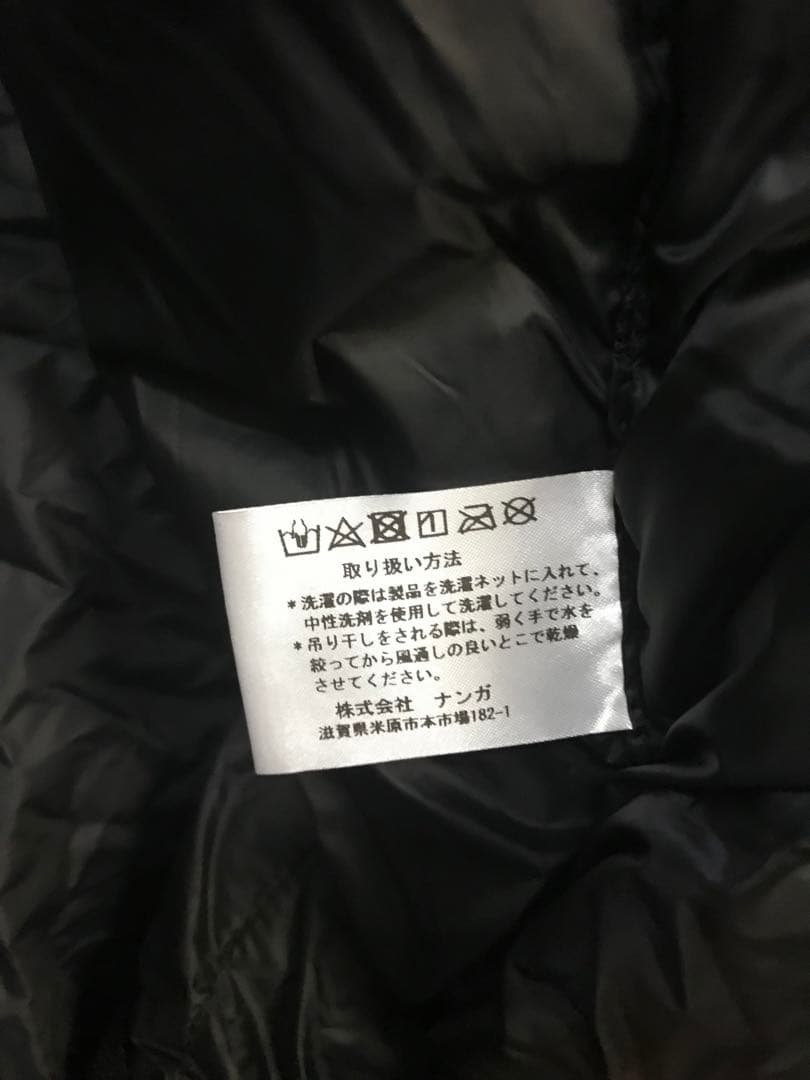 取り扱い方法
*洗濯の際は製品を洗濯ネットに入れて、
中性洗剤を使用して洗濯してください。
*吊り干しをされる際は、弱く手で水を
絞ってから風通しの良いとこで乾燥
させてください。
株式会社 ナンガ
滋賀県米原市本市場182-1